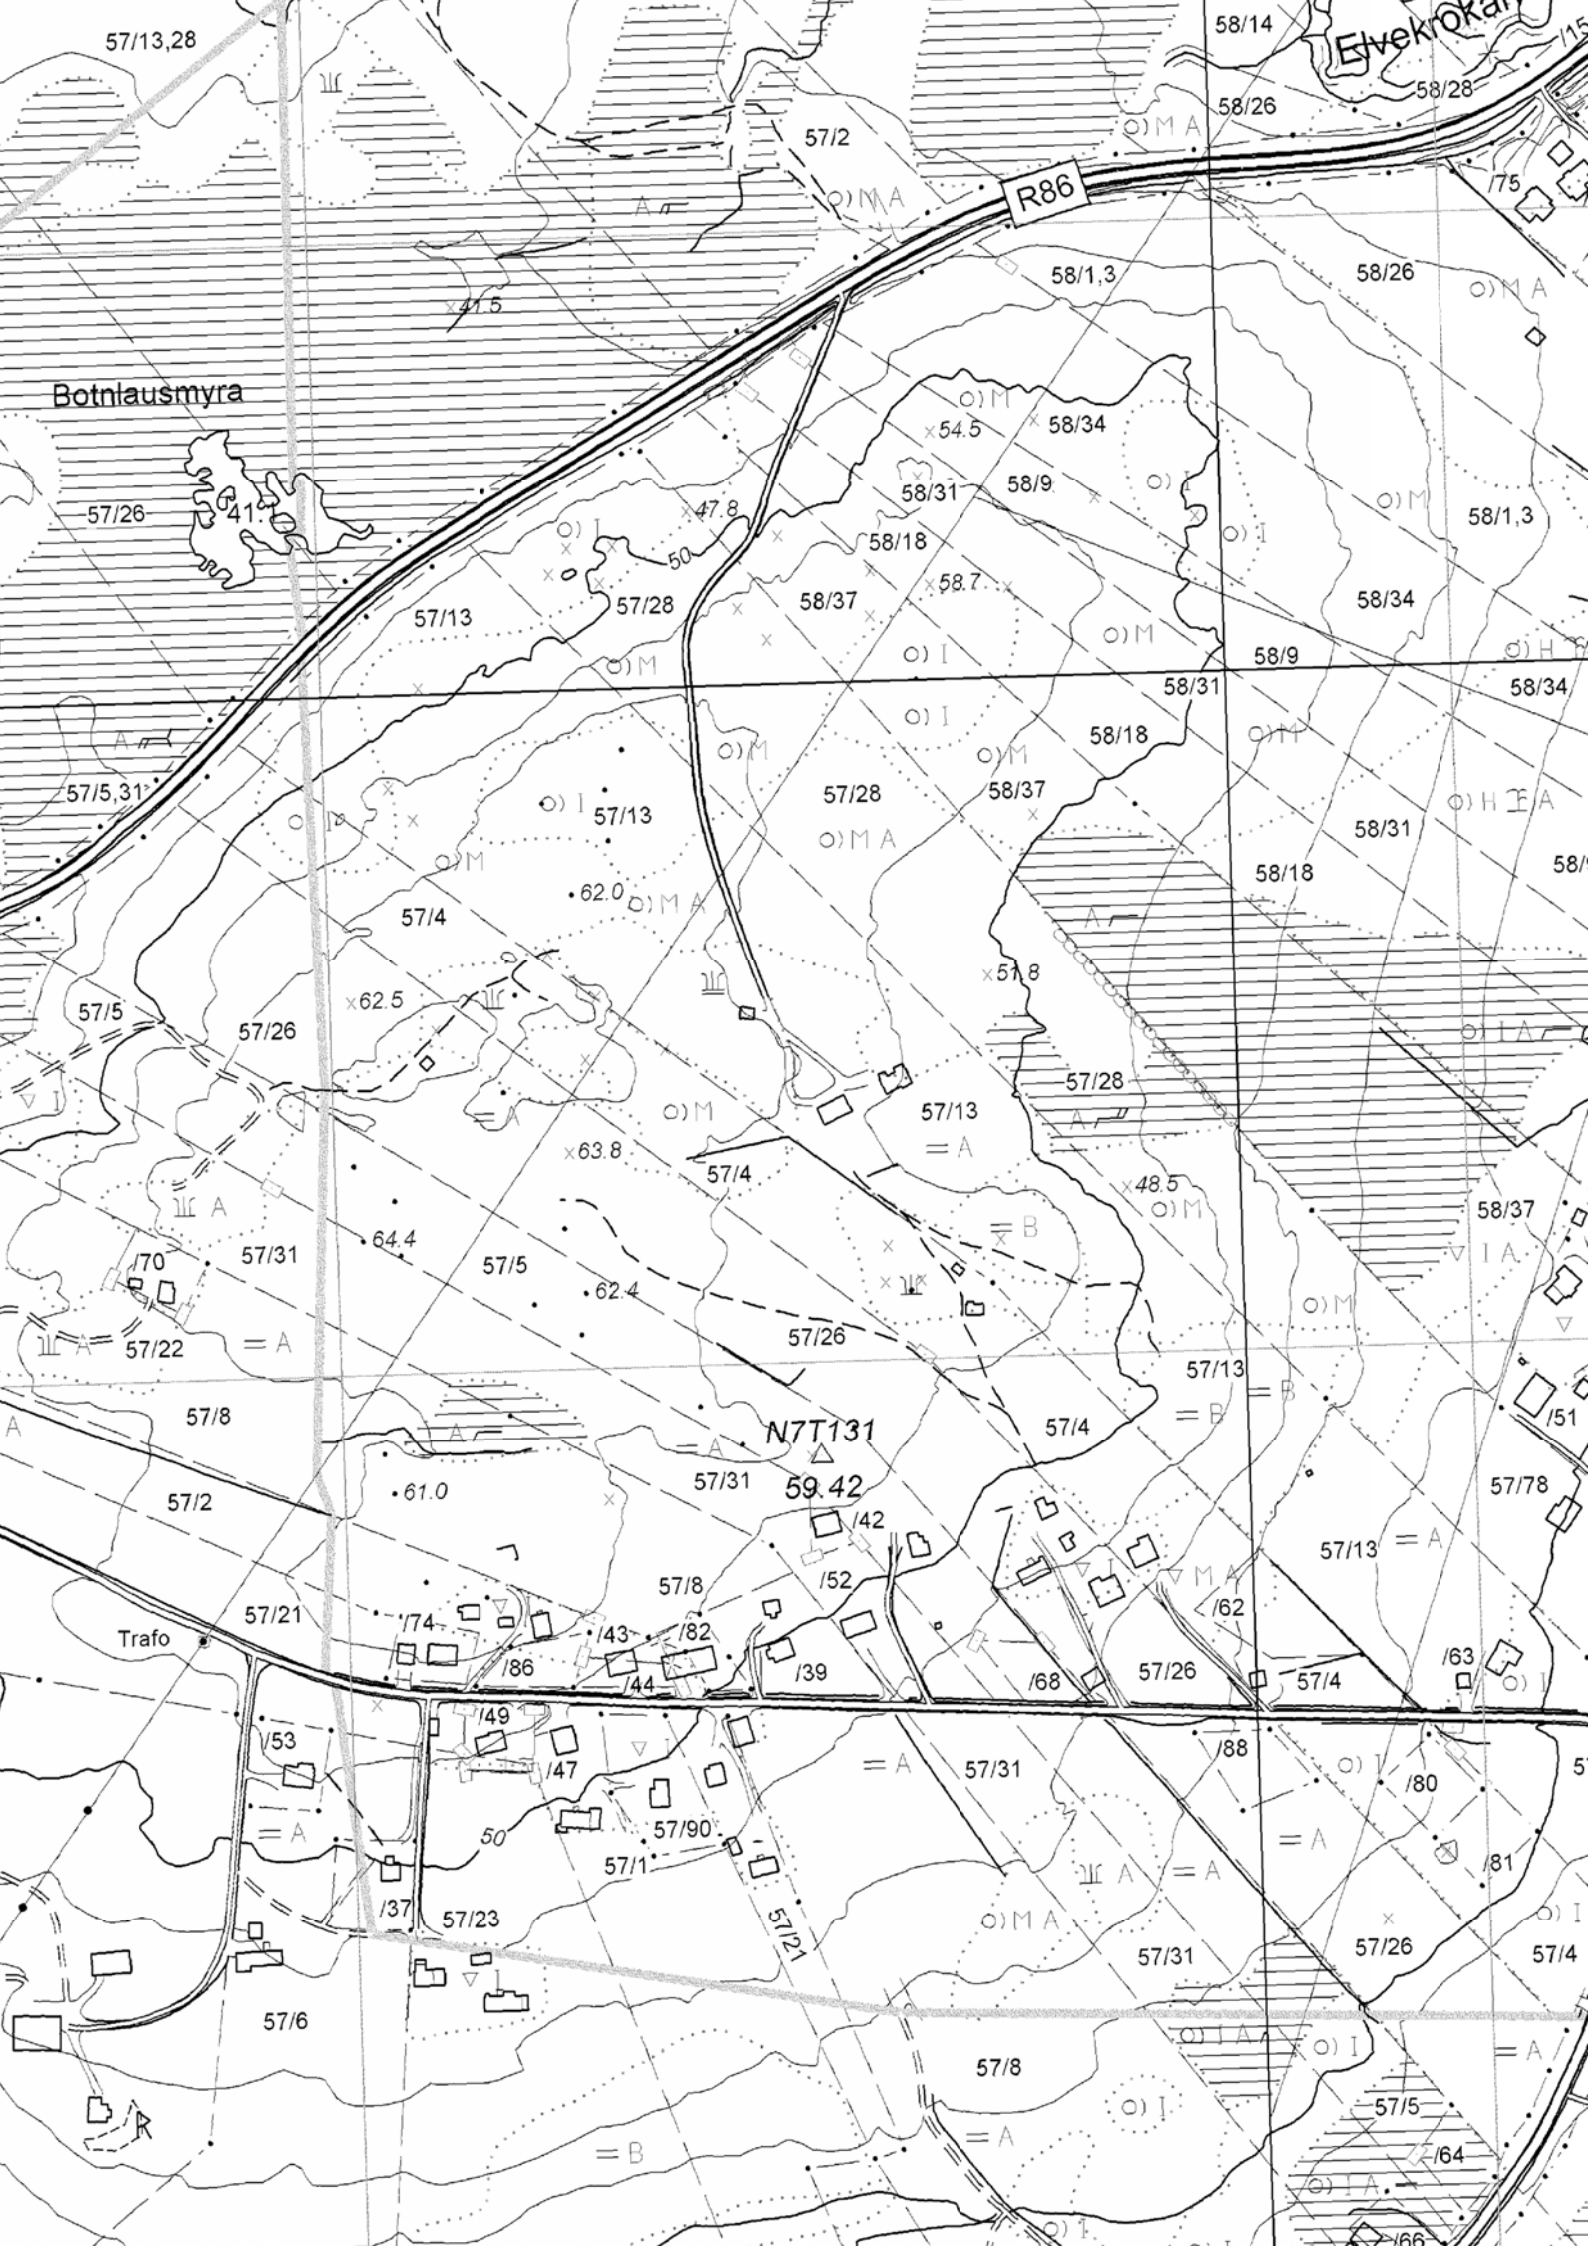 57/13,28
58/14
Elvekrokan
58/28
58/26
O)M A
57/2
R86
/75
A
O)M A
58/1,3
58/26
O)M A
41.5
Botnlausmyra
O)M
58/34
54.5
58/31
58/9
O) I
O)M
57/26
41.1
47.8
58/1,3
O) I
58/18
O) I
50
58.7
57/13
57/28
58/37
58/34
O)M
O) I
O)M
58/9
O)H
58/31
58/34
A
O) I
O)M
O)M
58/18
O)M
57/5,31
O) I
57/13
57/28
58/37
O)H
A
O)M
O)M A
58/31
62.0
O)M A
58/18
57/4
A
51.8
57/5
62.5
57/26
O) I A
I
= A
O)M
57/13
57/28
A
63.8
57/4
= A
48.5
O)M
A
58/37
64.4
= B
/70
57/31
57/5
I A
62.4
O)M
A
57/22
= A
57/26
57/13
= B
57/8
A
= A
N7T131
57/4
= B
/51
A
57/31
59.42
57/78
57/2
61.0
/42
57/13
= A
57/8
/52
I
M A
57/21
/74
/43
/82
/62
Trafo
/86
/44
/39
/68
57/26
57/4
/63
O) I
/49
/53
/47
I
= A
57/31
/88
O) I
/80
= A
50
57/90
57/1
= A
A
= A
/81
/37
57/23
57/21
O)M A
57/31
57/26
O) I
57/4
I
57/6
57/8
O) I A
O) I
= A
O) I
57/5
= B
= A
/64
O) I A
O) I
/66